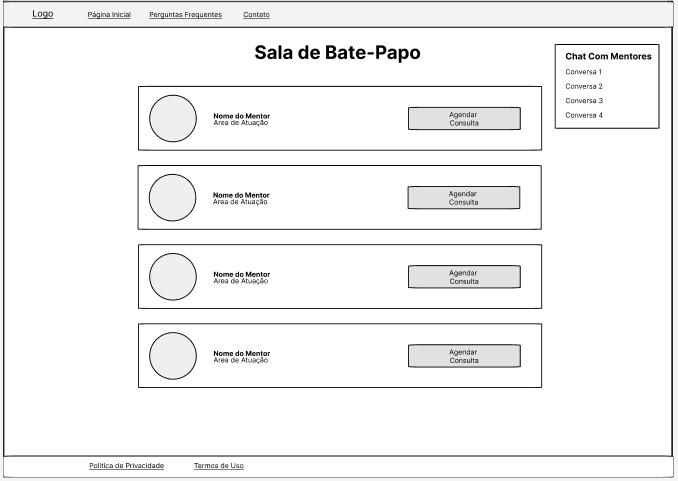 Logo
Página Inicial
Perguntas Frequentes
Contato
Sala de Bate-Papo
Chat Com Mentores
Conversa 1
Conversa 2
Conversa 3
Conversa 4
Nome do Mentor
Area de Atuação
Agendar
Consulta
Nome do Mentor
Area de Atuação
Agendar
Consulta
Nome do Mentor
Area de Atuação
Agendar
Consulta
Nome do Mentor
Area de Atuação
Agendar
Consulta
Politica de Privacidade
Termos de Uso